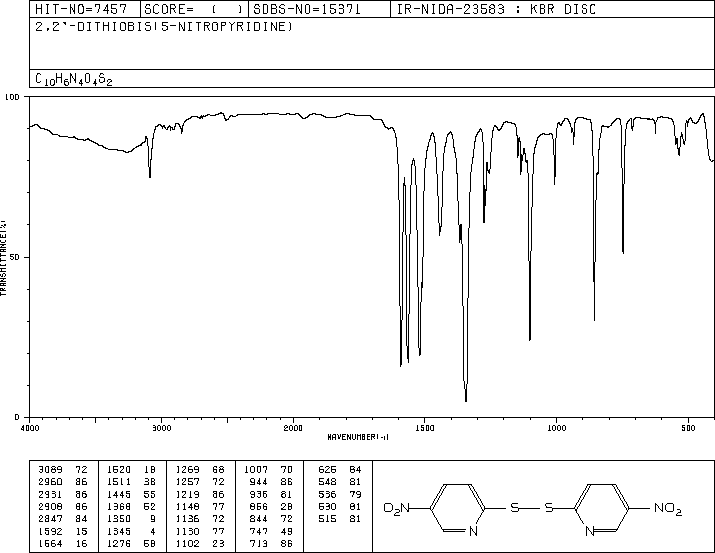 HIT-NO=7457 SCORE= ( ) SDBS-NO=15371 IR-NIDA-23583 : KBR DISC
2,2'-DITHIOBIS(5-NITROPYRIDINE)
C10H6N4O4S2
100
50
0
TRANSMITTANCE(%)
4000 3000 2000 1500 1000 500
WAVENUMBER(-1)
3089 72 1520 18 1269 68 1007 70 625 84
2960 86 1511 38 1257 72 944 86 548 81
2931 86 1445 55 1219 86 936 81 536 79
2908 86 1368 52 1148 77 856 28 530 81
2847 84 1350 9 1136 72 844 72 515 81
1592 15 1345 4 1130 77 747 49
1564 16 1276 58 1102 23 713 86
O2N S S NO2
N N